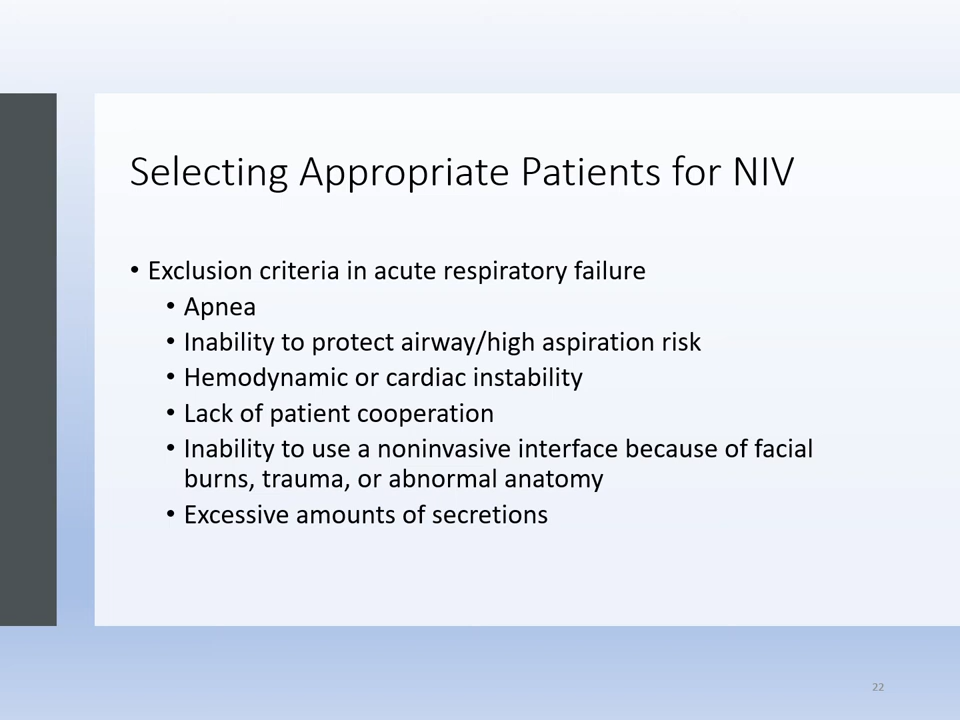 Selecting Appropriate Patients for NIV
• Exclusion criteria in acute respiratory failure
• Apnea
• Inability to protect airway/high aspiration risk
• Hemodynamic or cardiac instability
• Lack of patient cooperation
• Inability to use a noninvasive interface because of facial
burns, trauma, or abnormal anatomy
• Excessive amounts of secretions
22